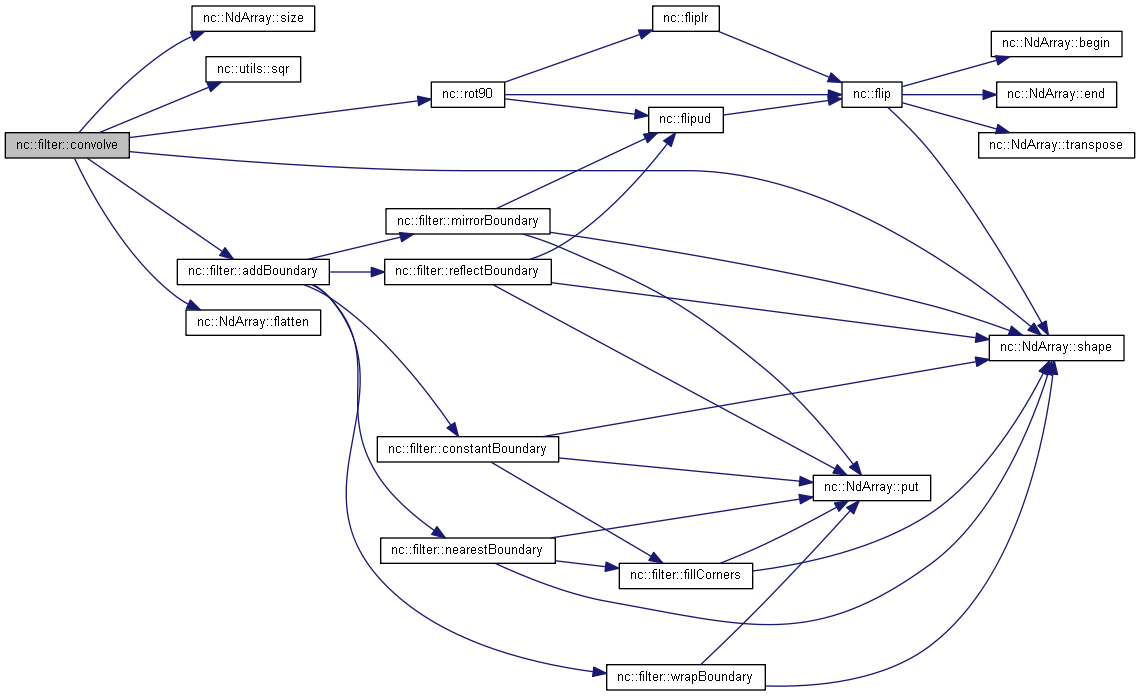 nc::NdArray::size
nc::fliplr
nc::NdArray::begin
nc::utils::sqr
nc::rot90
nc::flip
nc::NdArray::end
nc::flipud
nc::filter::convolve
nc::NdArray::transpose
nc::filter::mirrorBoundary
nc::filter::addBoundary
nc::filter::reflectBoundary
nc::NdArray::flatten
nc::NdArray::shape
nc::filter::constantBoundary
nc::NdArray::put
nc::filter::nearestBoundary
nc::filter::fillCorners
nc::filter::wrapBoundary